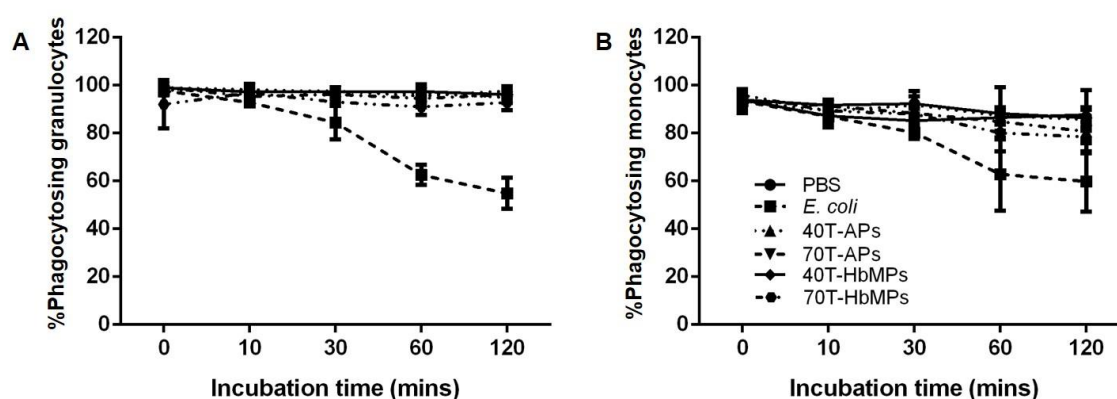 A
%Phagocytosing granulocytes
120
100
80
60
40
20
0
0 10 30 60 120
Incubation time (mins)
B
%Phagocytosing monocytes
120
100
80
60
40
20
0
PBS
E. coli
40T-APs
70T-APs
40T-HbMPs
70T-HbMPs
0 10 30 60 120
Incubation time (mins)